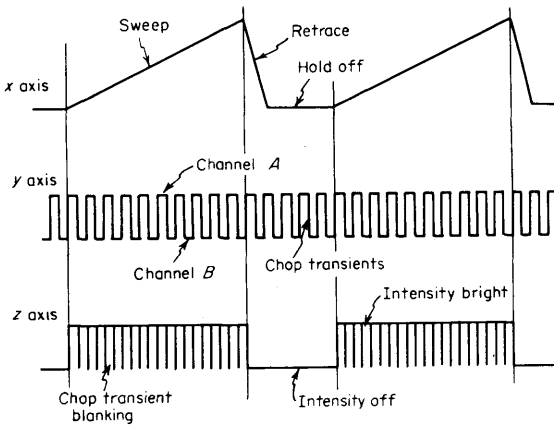 Sweep
Retrace
Hold off
x axis
Channel A
y axis
Channel B
Chop transients
z axis
Intensity bright
Chop transient
blanking
Intensity off